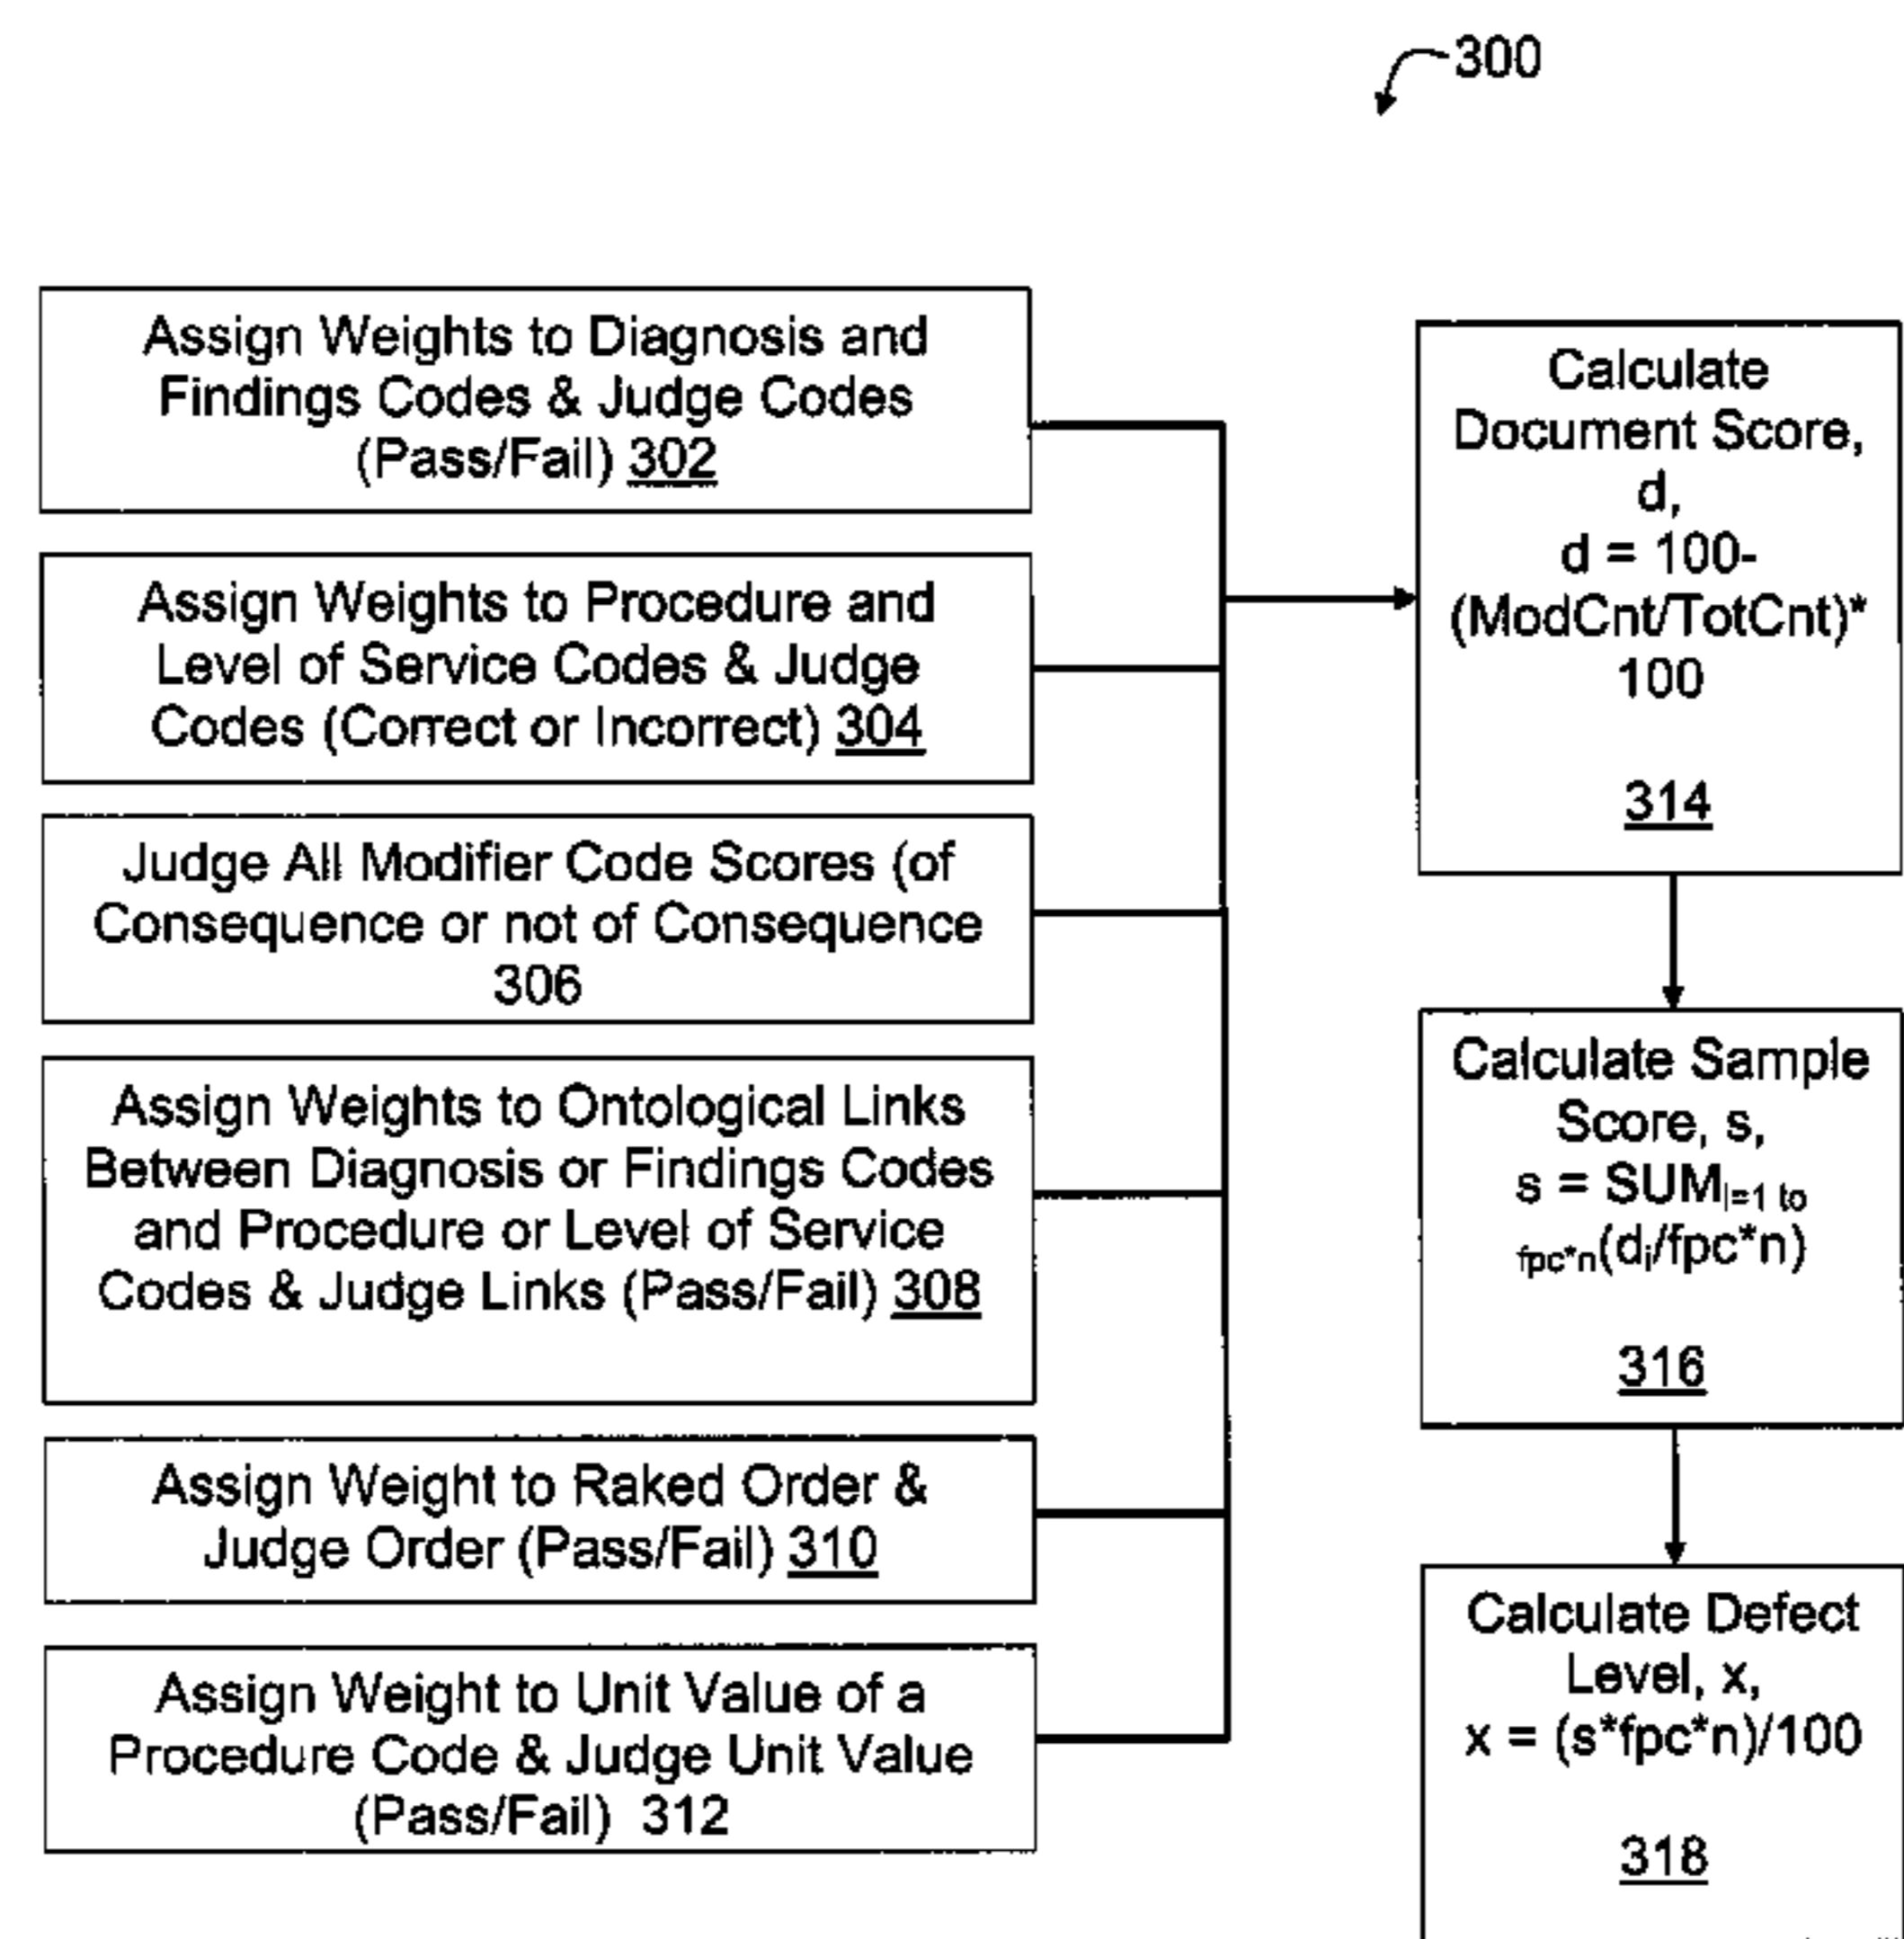 300
Assign Weights to Diagnosis and
Findings Codes & Judge Codes
(Pass/Fail) 302
Assign Weights to Procedure and
Level of Service Codes & Judge
Codes (Correct or Incorrect) 304
Judge All Modifier Code Scores (of
Consequence or not of Consequence
306
Assign Weights to Ontological Links
Between Diagnosis or Findings Codes
and Procedure or Level of Service
Codes & Judge Links (Pass/Fail) 308
Assign Weight to Raked Order &
Judge Order (Pass/Fail) 310
Assign Weight to Unit Value of a
Procedure Code & Judge Unit Value
(Pass/Fail) 312
Calculate
Document Score,
d,
d = 100-
(ModCnt/TotCnt)*
100
314
Calculate Sample
Score, s,
s = SUMI=1 to
fpc*n(di/fpc*n)
316
Calculate Defect
Level, x,
x = (s*fpc*n)/100
318